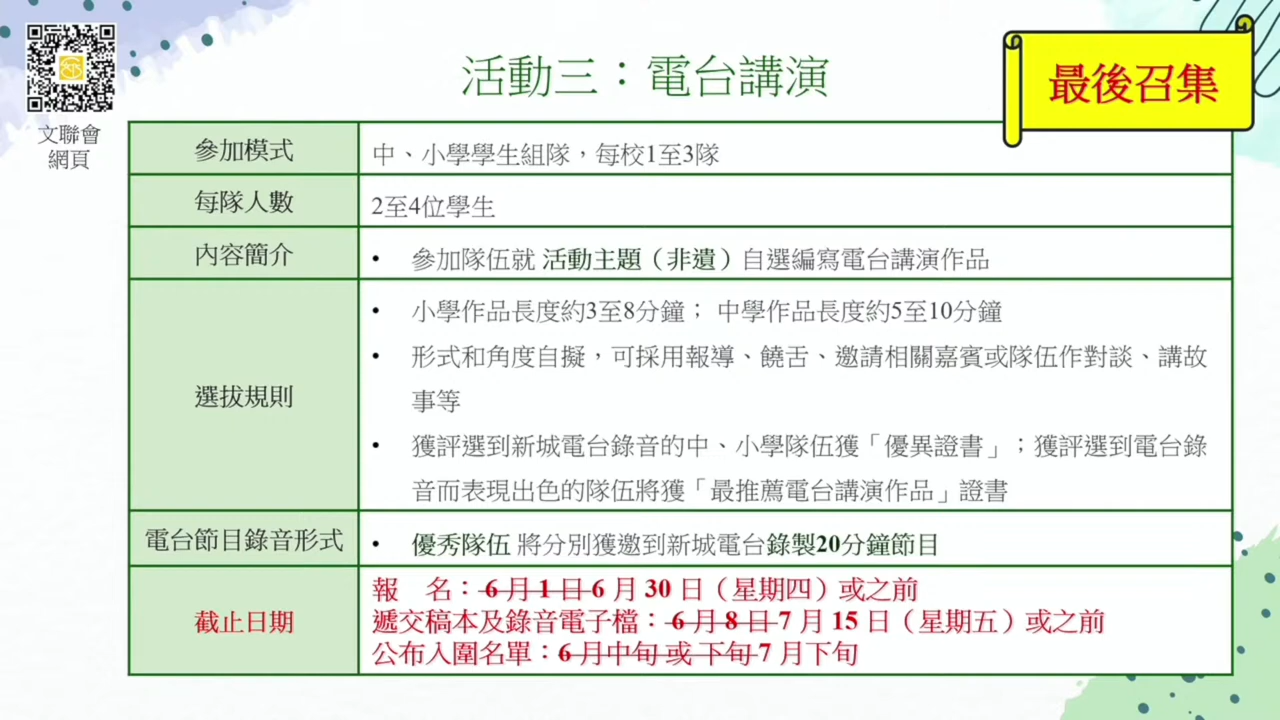 活動三：電台講演
最後召集
文聯會
網頁
參加模式
中、小學學生組隊，每校1至3隊
每隊人數
2至4位學生
內容簡介
• 參加隊伍就 活動主題（非遺）自選編寫電台講演作品
選拔規則
• 小學作品長度約3至8分鐘； 中學作品長度約5至10分鐘
• 形式和角度自擬，可採用報導、饒舌、邀請相關嘉賓或隊伍作對談、講故
事等
• 獲評選到新城電台錄音的中、小學隊伍獲「優異證書」；獲評選到電台錄
音而表現出色的隊伍將獲「最推薦電台講演作品」證書
電台節目錄音形式
• 優秀隊伍 將分別獲邀到新城電台錄製20分鐘節目
截止日期
報　名： 6 月 1 日 6 月 30 日（星期四）或之前
遞交稿本及錄音電子檔： 6 月 8 日 7 月 15 日（星期五）或之前
公布入圍名單：6 月中旬 或 下旬 7 月下旬